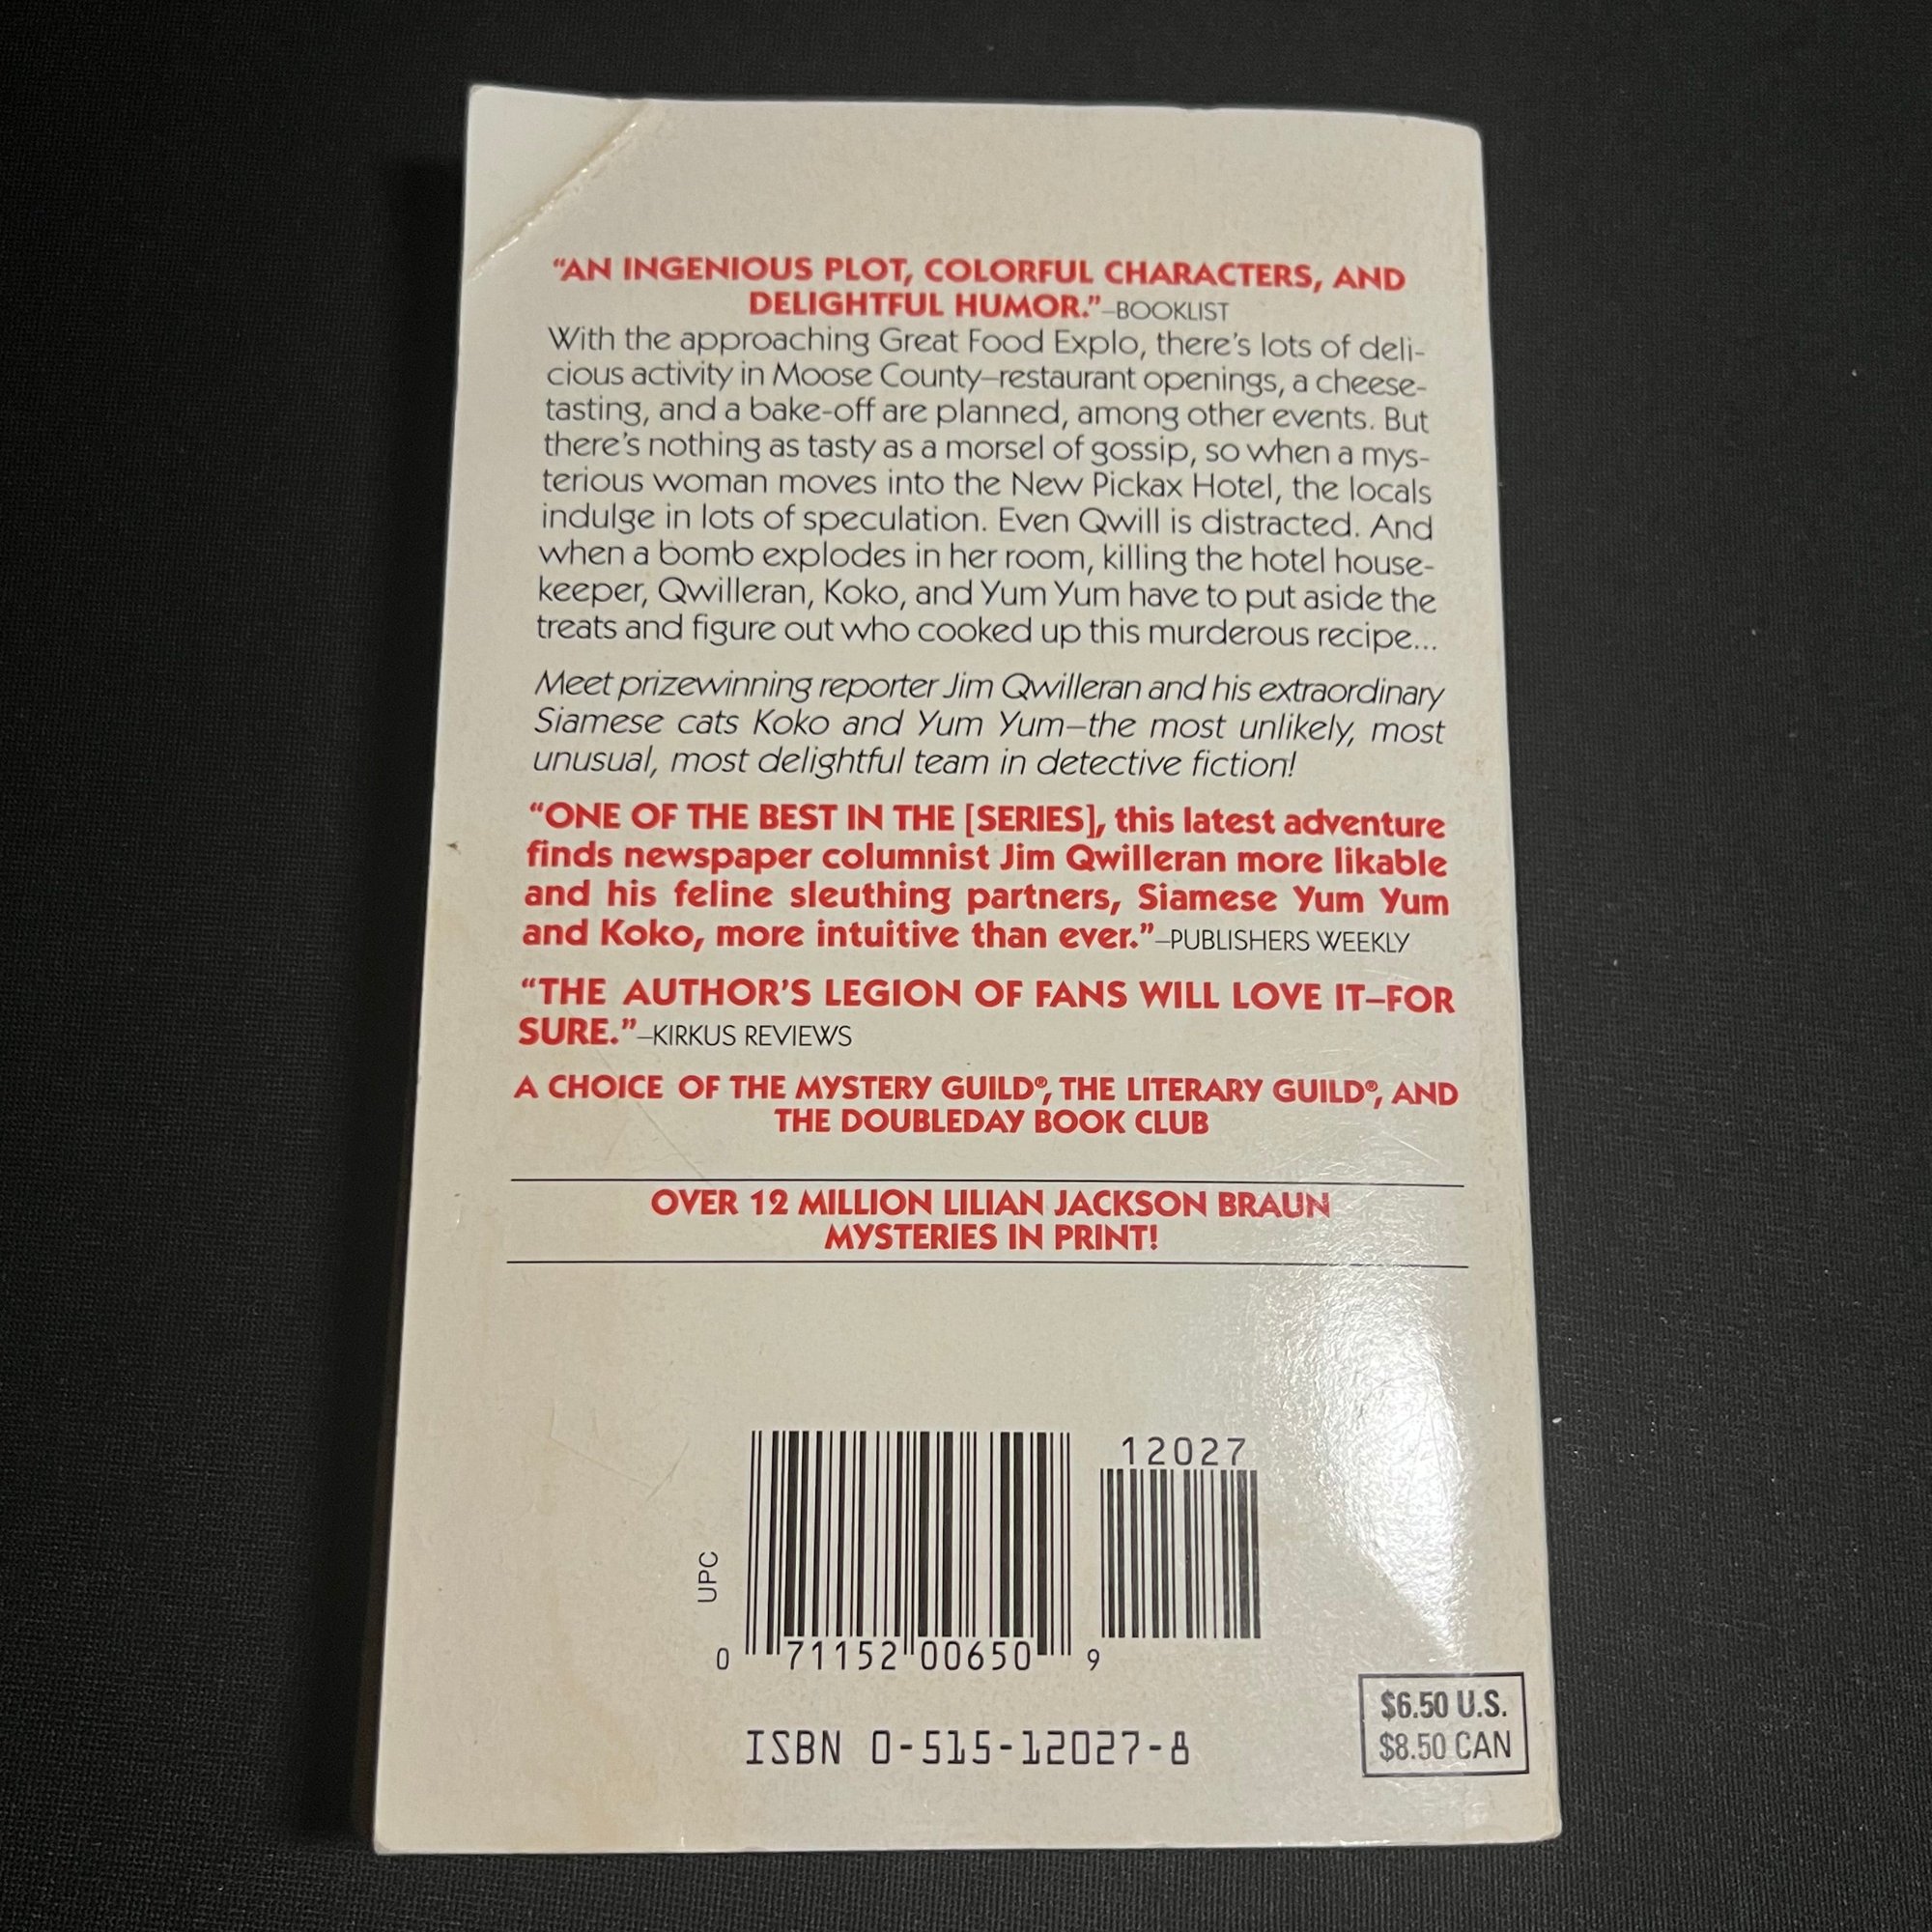 “AN INGENIOUS PLOT, COLORFUL CHARACTERS, AND
DELIGHTFUL HUMOR.”–BOOKLIST
With the approaching Great Food Explo, there’s lots of deli-
cious activity in Moose County–restaurant openings, a cheese-
tasting, and a bake-off are planned, among other events. But
there’s nothing as tasty as a morsel of gossip, so when a mys-
terious woman moves into the New Pickax Hotel, the locals
indulge in lots of speculation. Even Qwill is distracted. And
when a bomb explodes in her room, killing the hotel house-
keeper, Qwilleran, Koko, and Yum Yum have to put aside the
treats and figure out who cooked up this murderous recipe...
Meet prizewinning reporter Jim Qwilleran and his extraordinary
Siamese cats Koko and Yum Yum–the most unlikely, most
unusual, most delightful team in detective fiction!
“ONE OF THE BEST IN THE [SERIES], this latest adventure
finds newspaper columnist Jim Qwilleran more likable
and his feline sleuthing partners, Siamese Yum Yum
and Koko, more intuitive than ever.”–PUBLISHERS WEEKLY
“THE AUTHOR’S LEGION OF FANS WILL LOVE IT–FOR
SURE.”–KIRKUS REVIEWS
A CHOICE OF THE MYSTERY GUILD®, THE LITERARY GUILD®, AND
THE DOUBLEDAY BOOK CLUB
OVER 12 MILLION LILIAN JACKSON BRAUN
MYSTERIES IN PRINT!
12027
UPC
0 71152 00650 9
ISBN 0-515-12027-8
$6.50 U.S.
$8.50 CAN